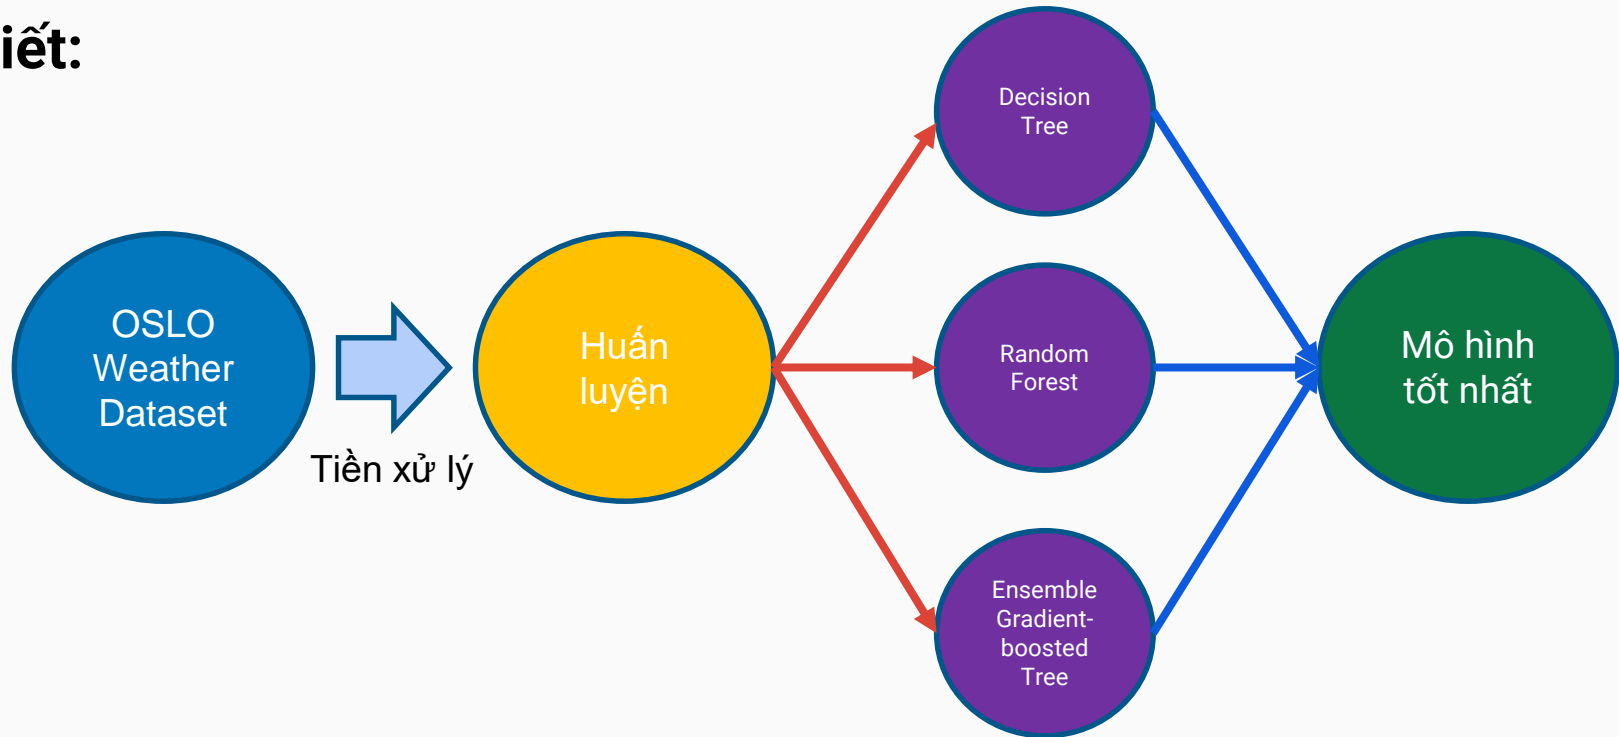 iết:
OSLO
Weather
Dataset
Tiền xử lý
Huấn
luyện
Decision
Tree
Random
Forest
Ensemble
Gradient-
boosted
Tree
Mô hình
tốt nhất